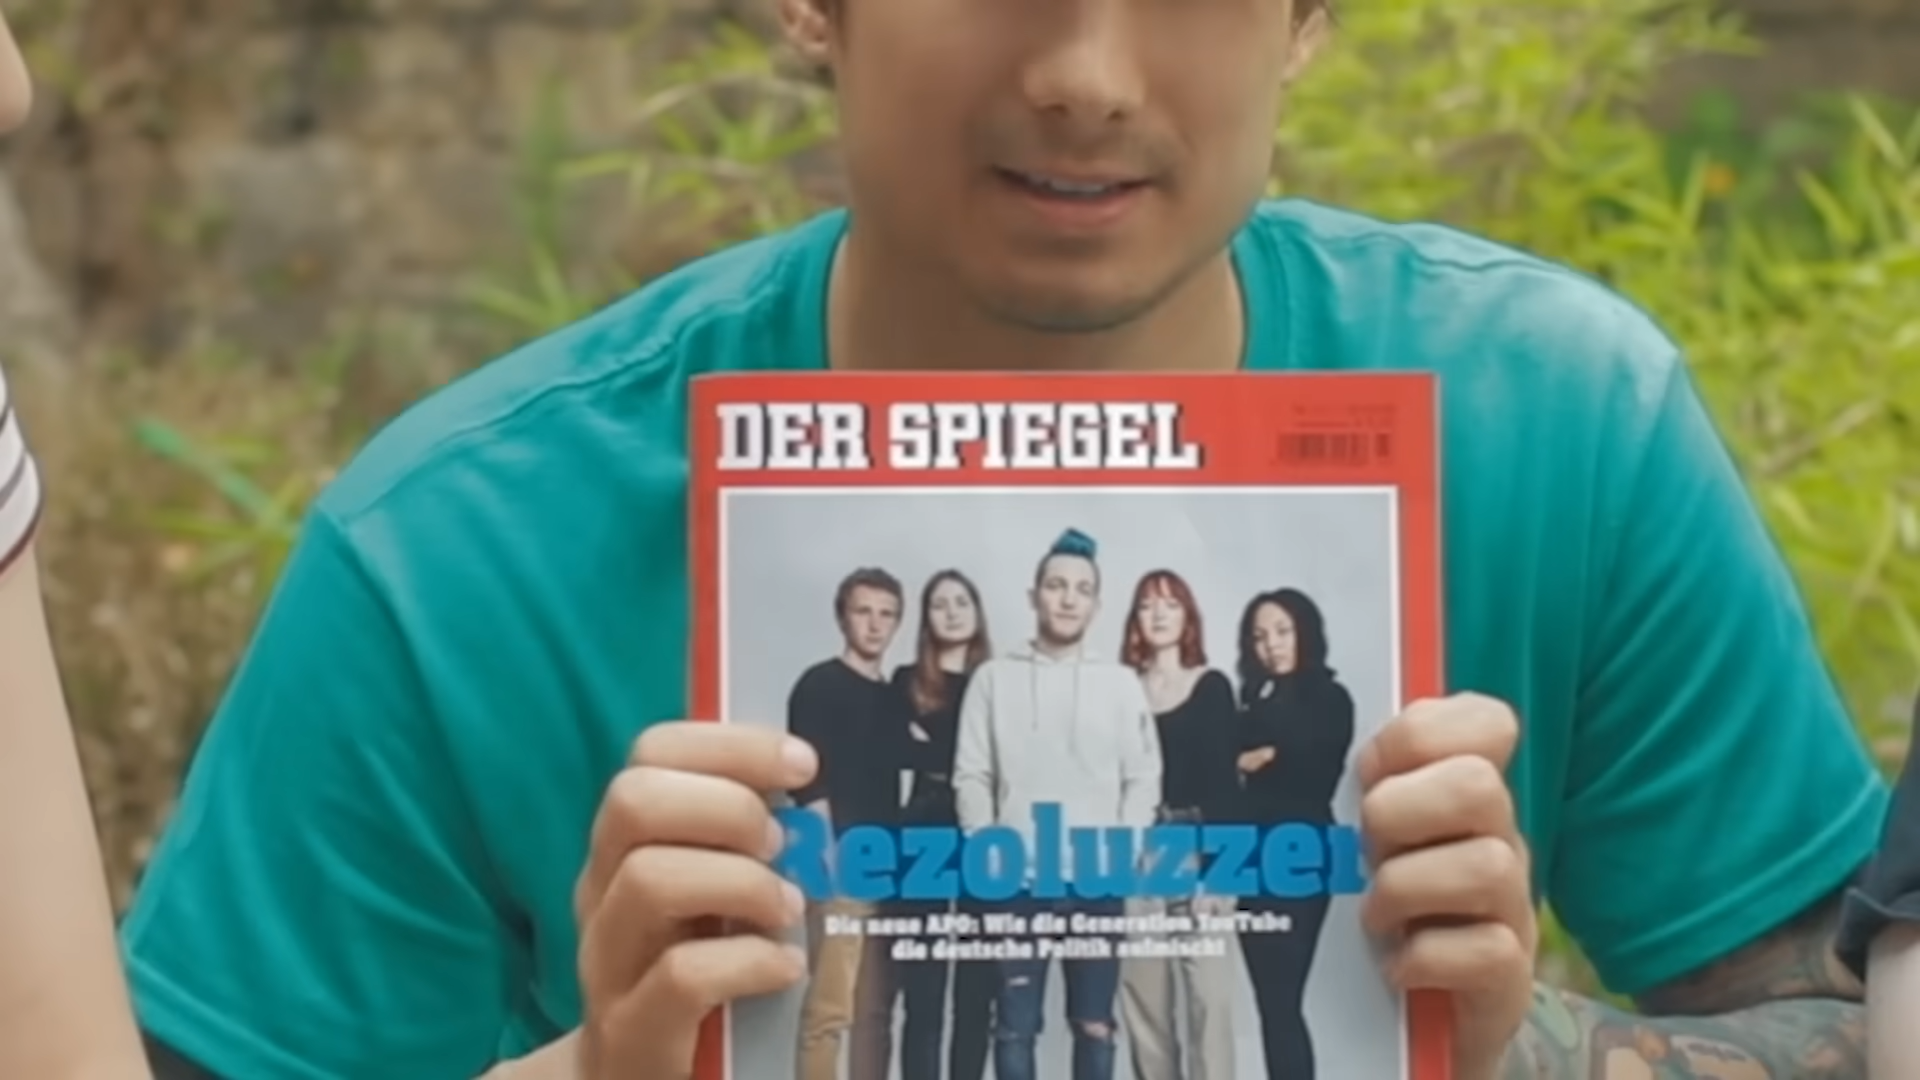 DER SPIEGEL
Rezoluzzer
Die neue APO: Wie die Generation YouTube
die deutsche Politik aufmischt